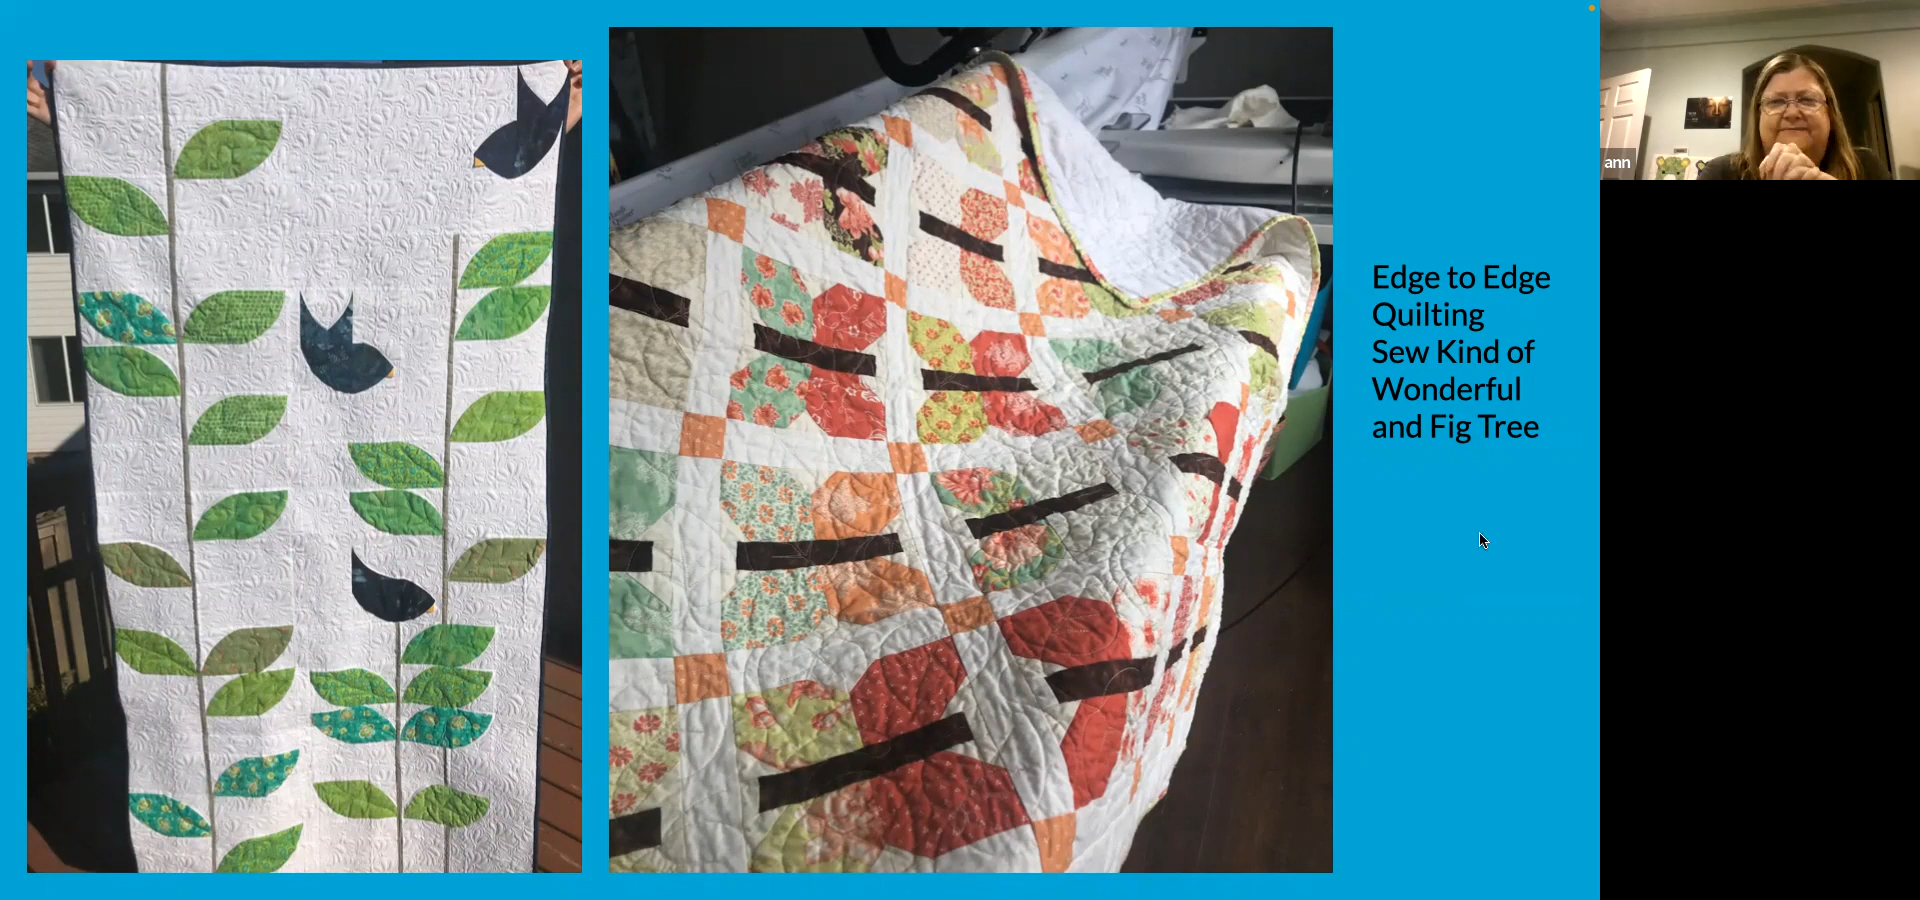 Edge to Edge
Quilting
Sew Kind of
Wonderful
and Fig Tree
ann